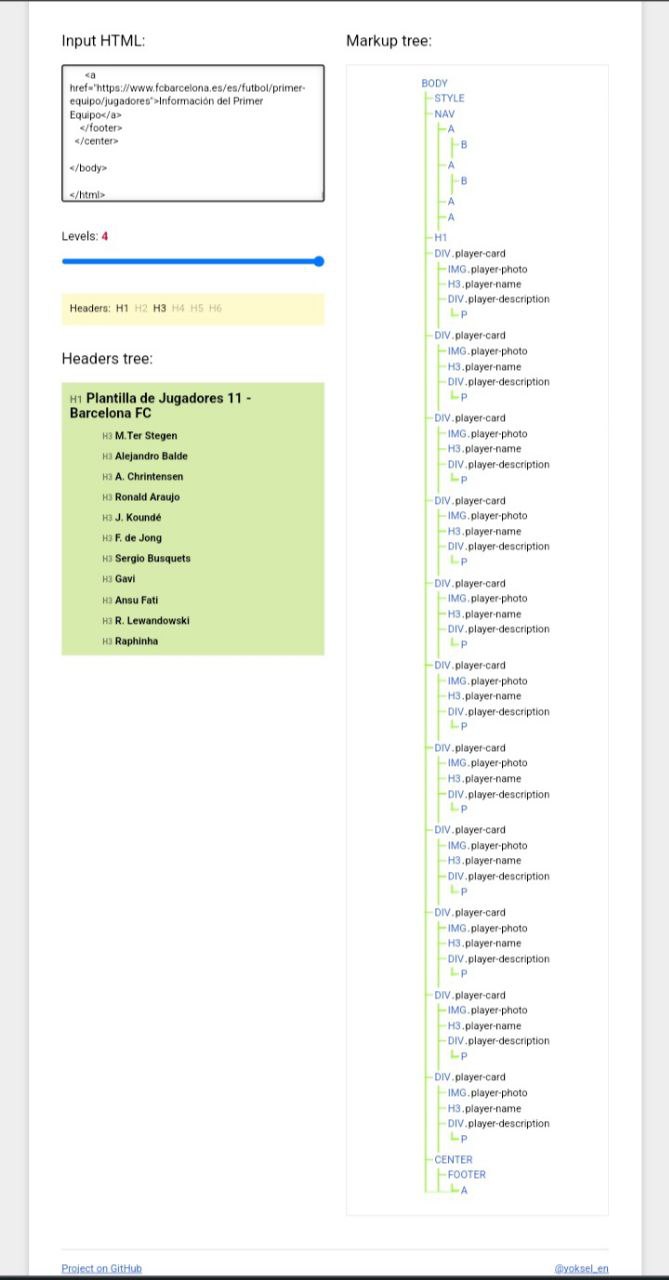 Input HTML:
<a
href="https://www.fcbarcelona.es/es/futbol/primer-
equipo/jugadores">Información del Primer
Equipo</a>
</footer>
</center>
</body>
</html>
Levels: 4
Headers: H1 H2 H3 H4 H5 H6
Headers tree:
H1 Plantilla de Jugadores 11 -
Barcelona FC
H3 M.Ter Stegen
H3 Alejandro Balde
H3 A. Chrintensen
H3 Ronald Araujo
H3 J. Koundé
H3 F. de Jong
H3 Sergio Busquets
H3 Gavi
H3 Ansu Fati
H3 R. Lewandowski
H3 Raphinha
Markup tree:
BODY
STYLE
NAV
A
B
A
B
A
A
H1
DIV.player-card
IMG.player-photo
H3.player-name
DIV.player-description
P
DIV.player-card
IMG.player-photo
H3.player-name
DIV.player-description
P
DIV.player-card
IMG.player-photo
H3.player-name
DIV.player-description
P
DIV.player-card
IMG.player-photo
H3.player-name
DIV.player-description
P
DIV.player-card
IMG.player-photo
H3.player-name
DIV.player-description
P
DIV.player-card
IMG.player-photo
H3.player-name
DIV.player-description
P
DIV.player-card
IMG.player-photo
H3.player-name
DIV.player-description
P
DIV.player-card
IMG.player-photo
H3.player-name
DIV.player-description
P
DIV.player-card
IMG.player-photo
H3.player-name
DIV.player-description
P
DIV.player-card
IMG.player-photo
H3.player-name
DIV.player-description
P
DIV.player-card
IMG.player-photo
H3.player-name
DIV.player-description
P
CENTER
FOOTER
A
Project on GitHub
@yoksel_en